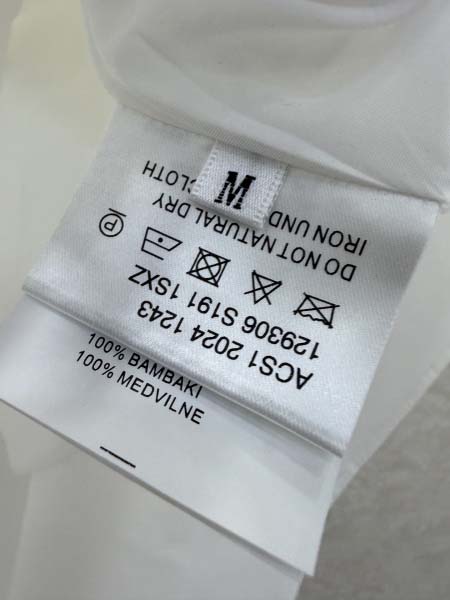 M
ACS1 2024 1243
129306 S191 1SXZ
P
DO NOT NATURAL DRY
IRON CLOTH
100% BAMBAKI
100% MEDVILNE